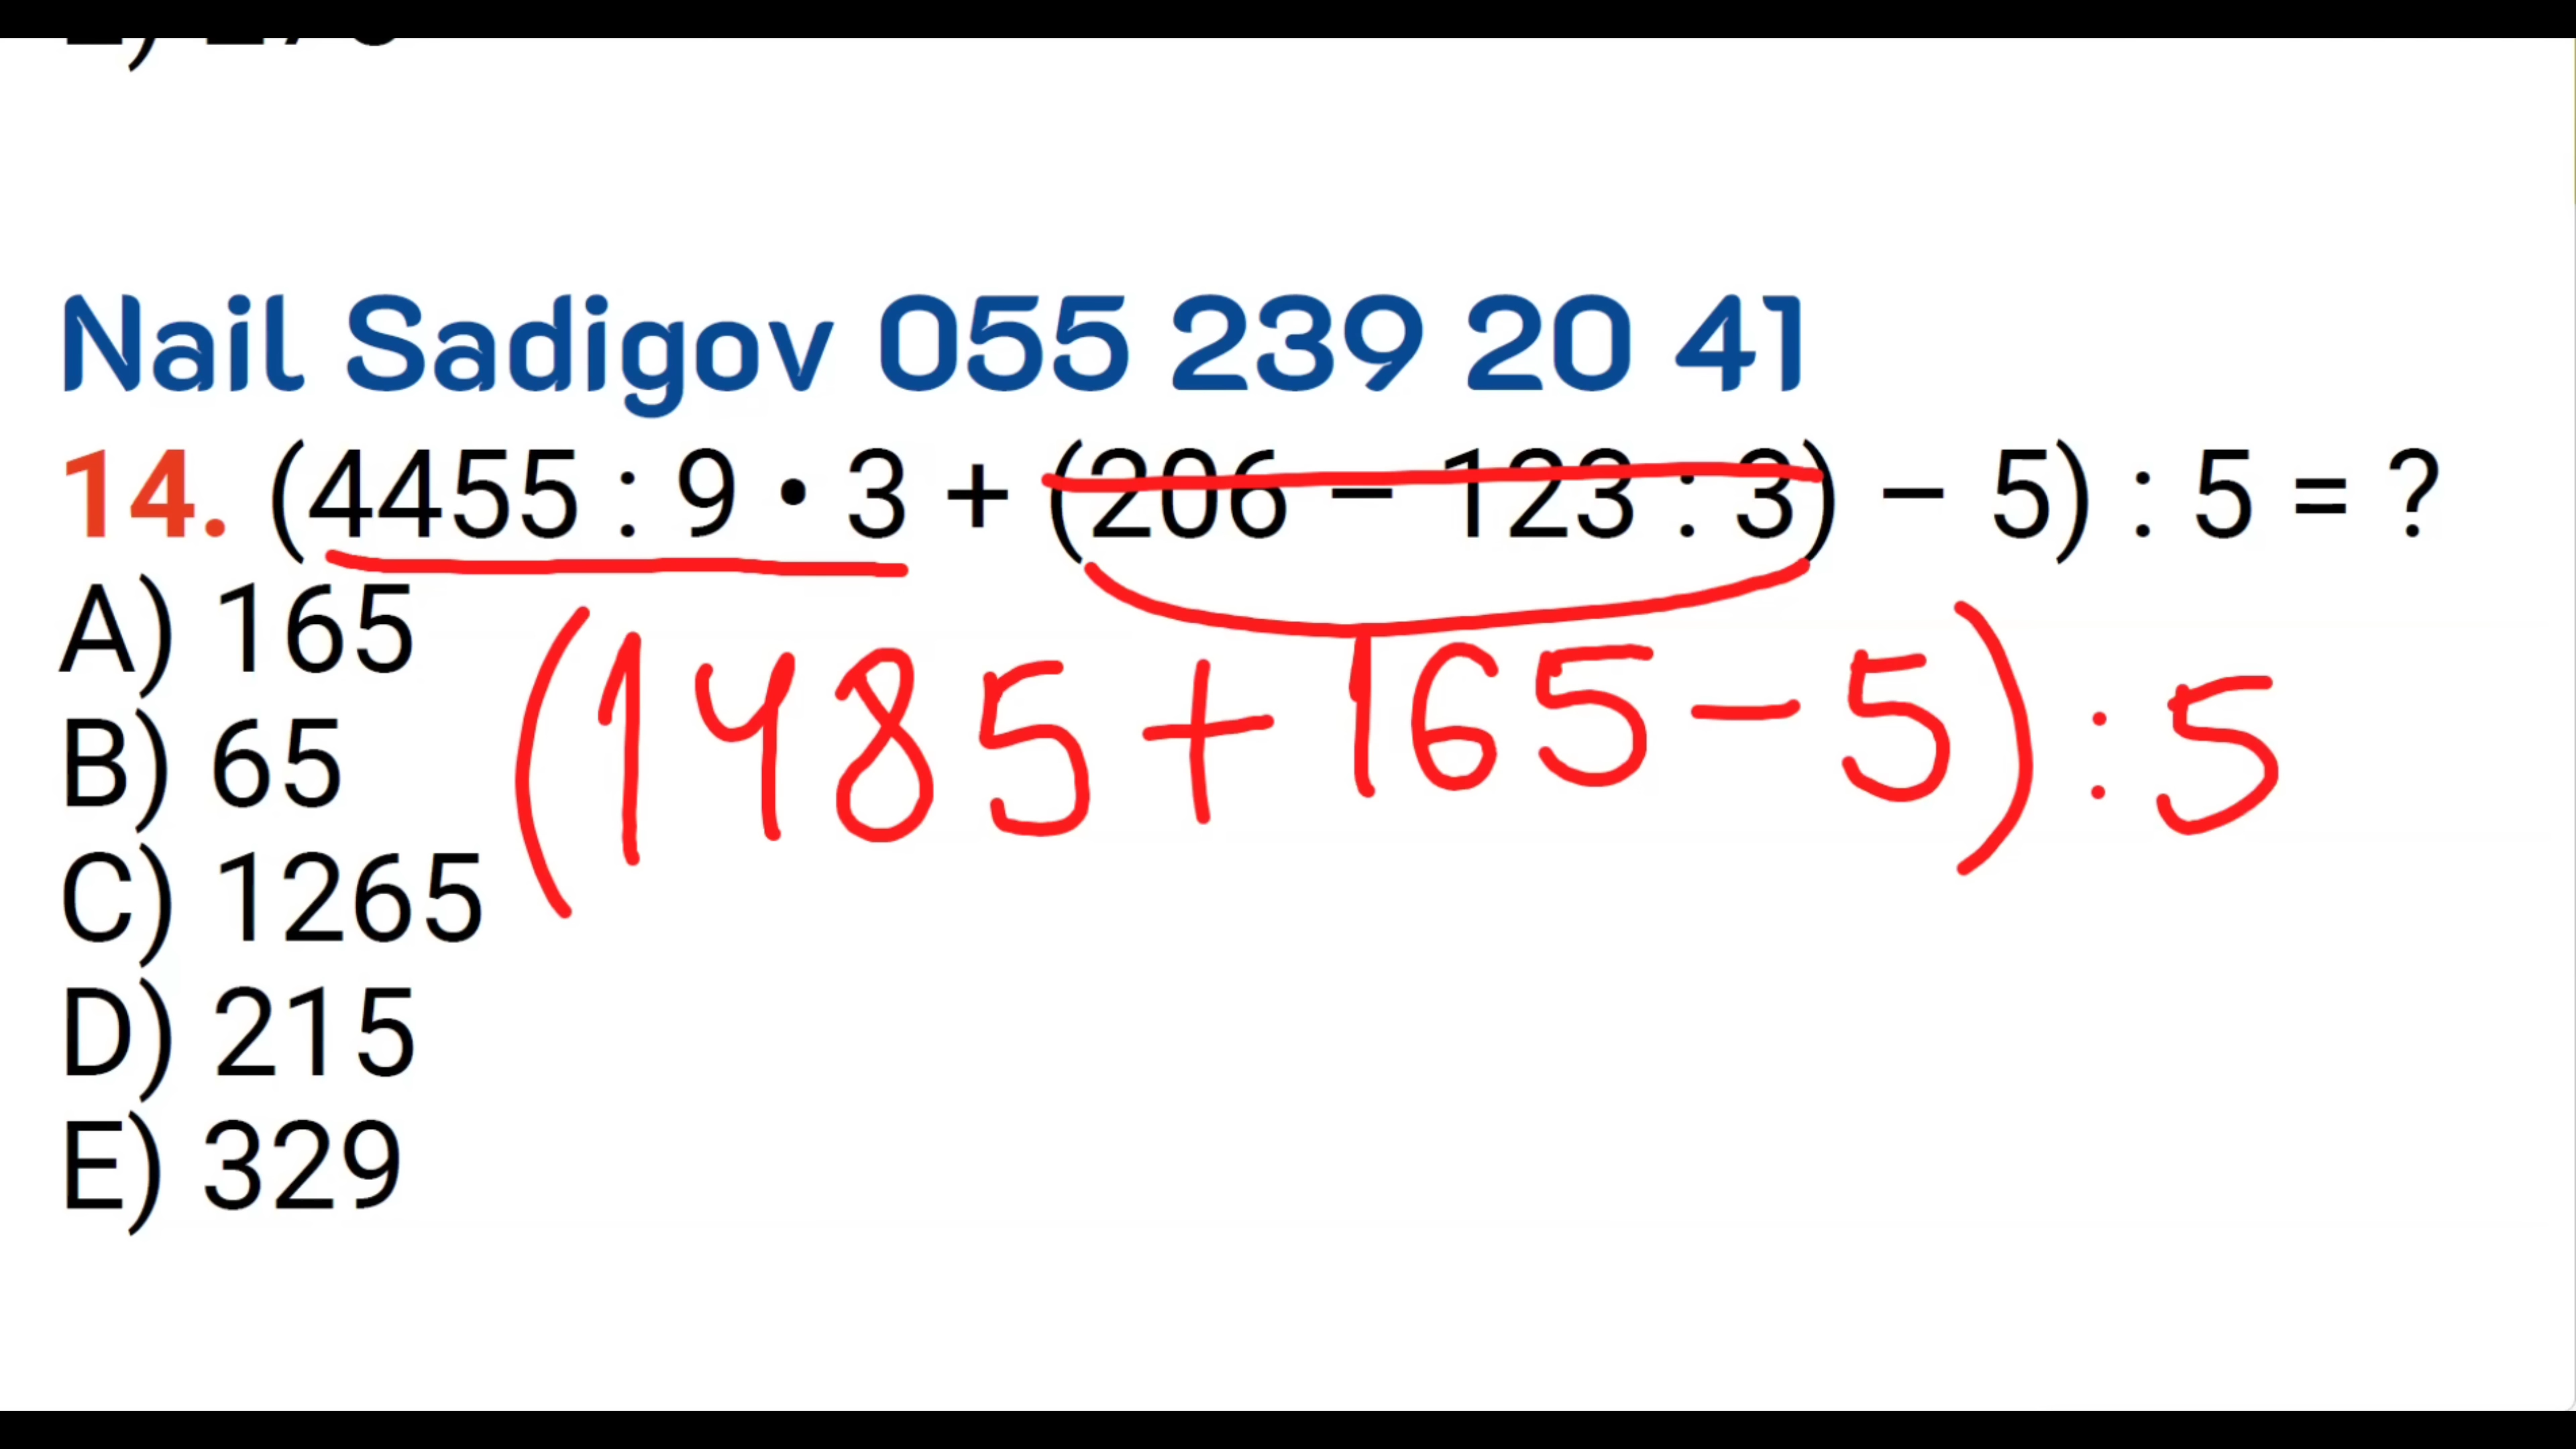 Nail Sadigov 055 239 20 41
14. (4455 : 9 • 3 + (206 – 123 : 3) – 5) : 5 = ?
A) 165
(1485+165-5):5
B) 65
C) 1265
D) 215
E) 329